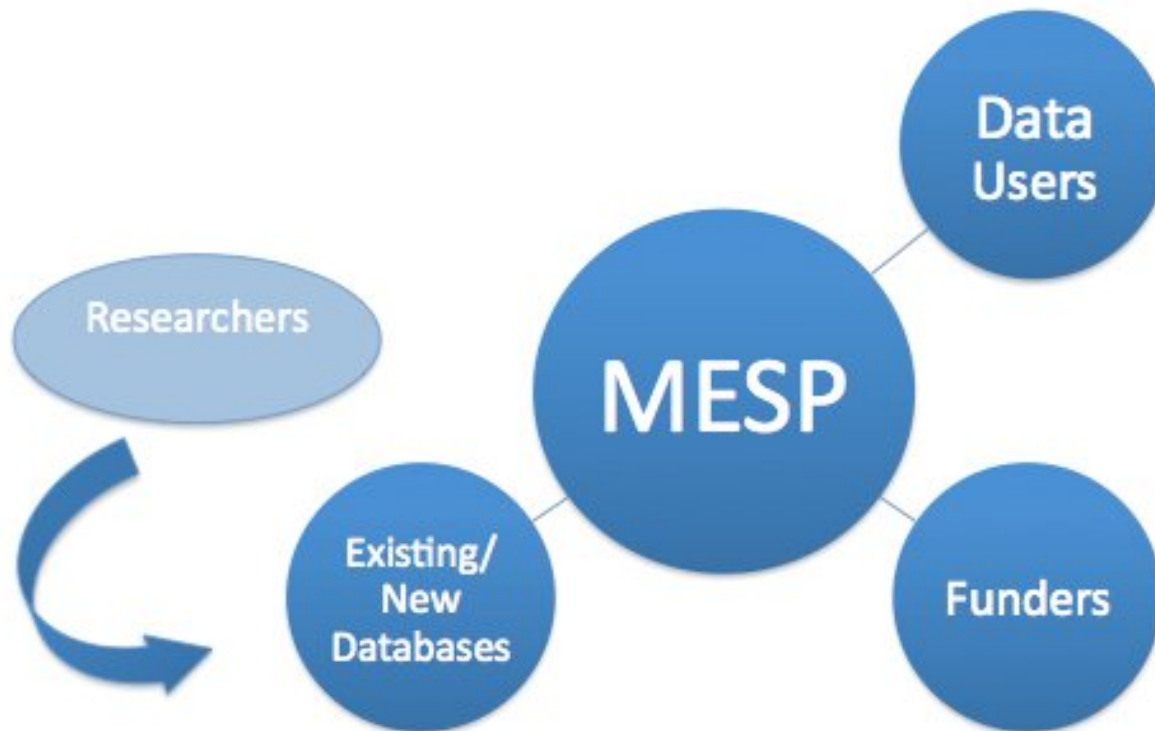 Data
Users
Researchers
MESP
Existing/
New
Databases
Funders